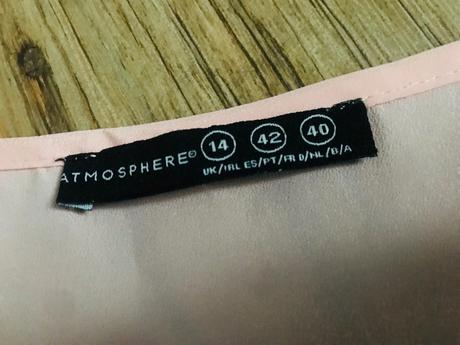 ATMOSPHERE® 14 42 40
UK/IRL ES/PT/FR D/NL/B/A